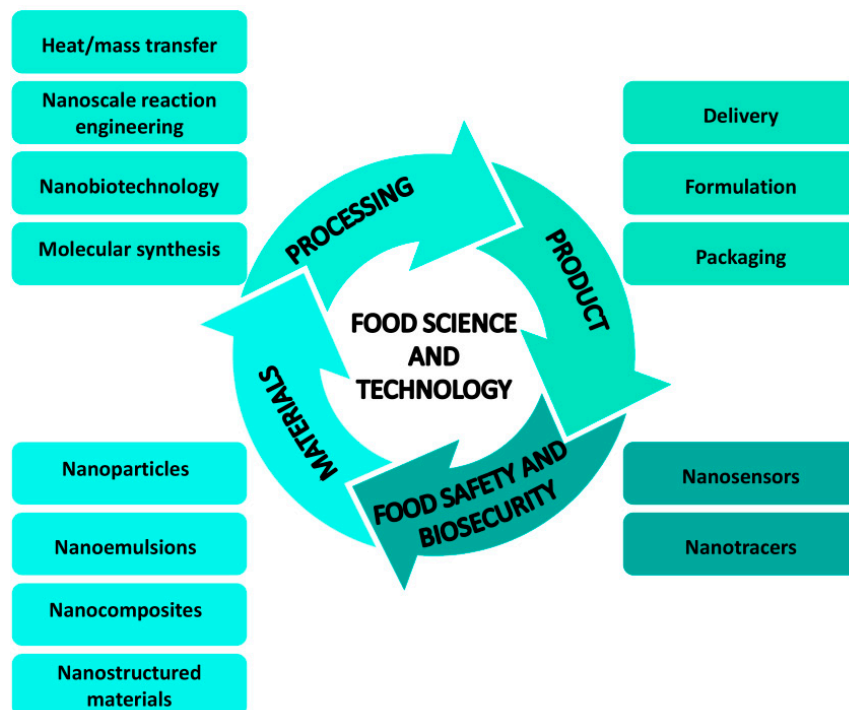 Heat/mass transfer
Nanoscale reaction
engineering
Nanobiotechnology
Molecular synthesis
Delivery
Formulation
Packaging
PROCESSING
PRODUCT
FOOD SCIENCE
AND
TECHNOLOGY
MATERIALS
FOOD SAFETY AND
BIOSECURITY
Nanoparticles
Nanoemulsions
Nanocomposites
Nanostructured
materials
Nanosensors
Nanotracers